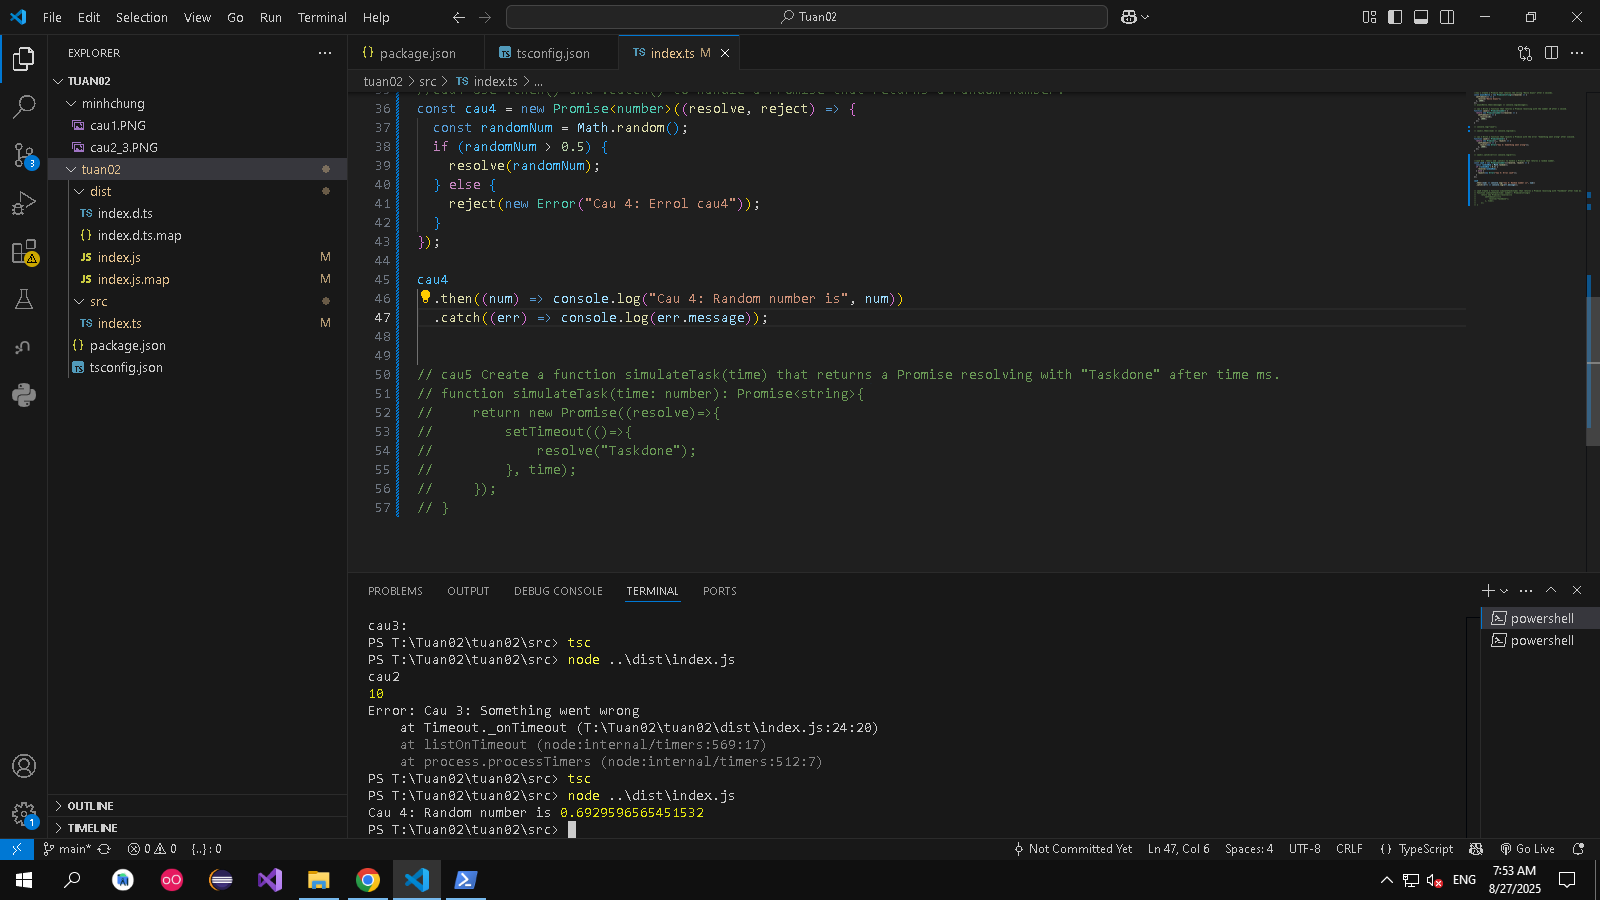 File Edit Selection View Go Run Terminal Help
Tuan02
EXPLORER
TUAN02
minhchung
cau1.PNG
cau2_3.PNG
tuan02
dist
TS index.d.ts
{} index.d.ts.map
JS index.js M
JS index.js.map M
src
TS index.ts M
{} package.json
TS tsconfig.json
OUTLINE
TIMELINE
{} package.json
TS tsconfig.json
TS index.ts M
tuan02 > src > TS index.ts > ...
36 const cau4 = new Promise<number>((resolve, reject) => {
37 const randomNum = Math.random();
38 if (randomNum > 0.5) {
39 resolve(randomNum);
40 } else {
41 reject(new Error("Cau 4: Errol cau4"));
42 }
43 });
44
45 cau4
46 .then((num) => console.log("Cau 4: Random number is", num))
47 .catch((err) => console.log(err.message));
48
49
50 // cau5 Create a function simulateTask(time) that returns a Promise resolving with "Taskdone" after time ms.
51 // function simulateTask(time: number): Promise<string>{
52 // return new Promise((resolve)=>{
53 // setTimeout(()=>{
54 // resolve("Taskdone");
55 // }, time);
56 // });
57 // }
PROBLEMS OUTPUT DEBUG CONSOLE TERMINAL PORTS
cau3:
PS T:\Tuan02\tuan02\src> tsc
PS T:\Tuan02\tuan02\src> node ..\dist\index.js
cau2
10
Error: Cau 3: Something went wrong
at Timeout._onTimeout (T:\Tuan02\tuan02\dist\index.js:24:20)
at listOnTimeout (node:internal/timers:569:17)
at process.processTimers (node:internal/timers:512:7)
PS T:\Tuan02\tuan02\src> tsc
PS T:\Tuan02\tuan02\src> node ..\dist\index.js
Cau 4: Random number is 0.6929596565451532
PS T:\Tuan02\tuan02\src>
powershell
powershell
3
1
main* 0 0 {..}: 0
Not Committed Yet Ln 47, Col 6 Spaces: 4 UTF-8 CRLF {} TypeScript Go Live
ENG
7:53 AM
8/27/2025